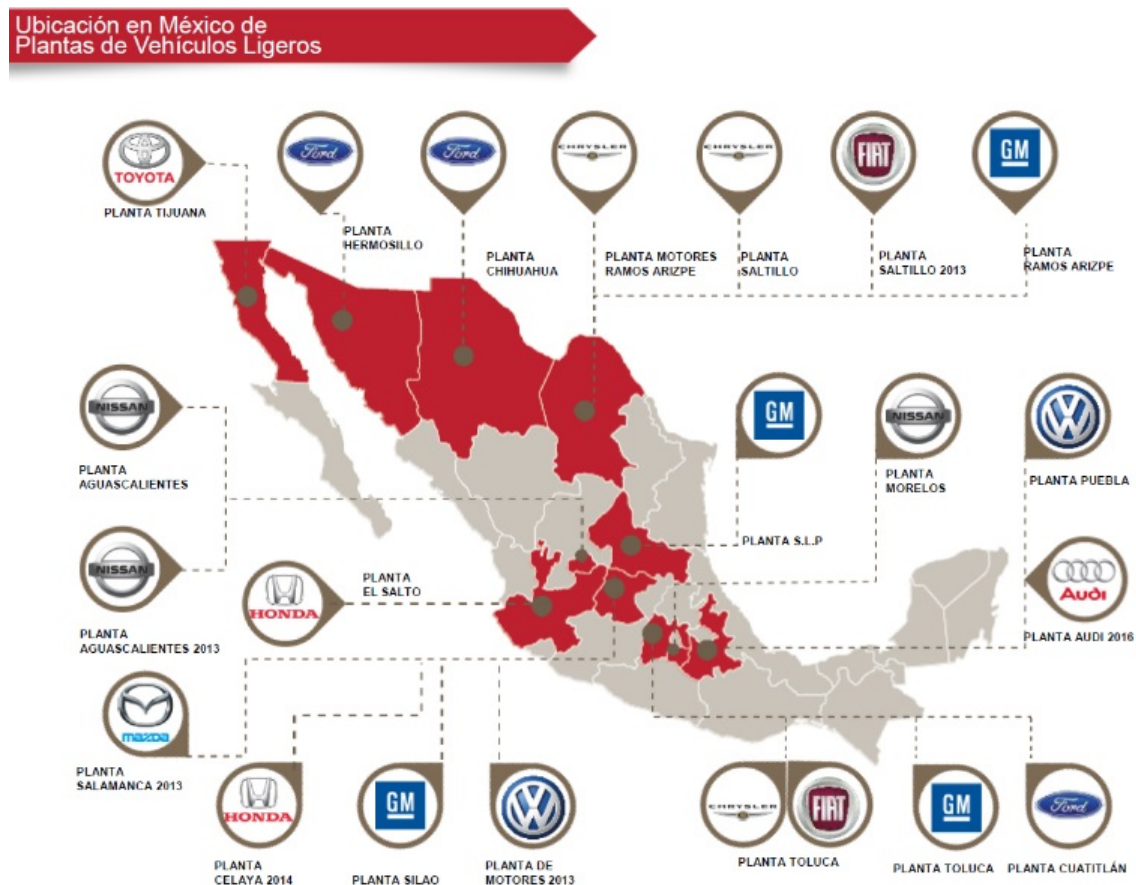 Ubicación en México de
Plantas de Vehículos Ligeros
TOYOTA
PLANTA TIJUANA
Ford
PLANTA
HERMOSILLO
Ford
PLANTA
CHIHUAHUA
CHRYSLER
PLANTA MOTORES
RAMOS ARIZPE
CHRYSLER
PLANTA
SALTILLO
FIAT
PLANTA
SALTILLO 2013
GM
PLANTA
RAMOS ARIZPE
NISSAN
PLANTA
AGUASCALIENTES
GM
PLANTA S.L.P
NISSAN
PLANTA
MORELOS
VW
PLANTA PUEBLA
NISSAN
PLANTA
AGUASCALIENTES 2013
HONDA
PLANTA
EL SALTO
Audi
PLANTA AUDI 2016
mazda
PLANTA
SALAMANCA 2013
HONDA
PLANTA
CELAYA 2014
GM
PLANTA SILAO
VW
PLANTA DE
MOTORES 2013
CHRYSLER
FIAT
PLANTA TOLUCA
GM
PLANTA TOLUCA
Ford
PLANTA CUATITLÁN